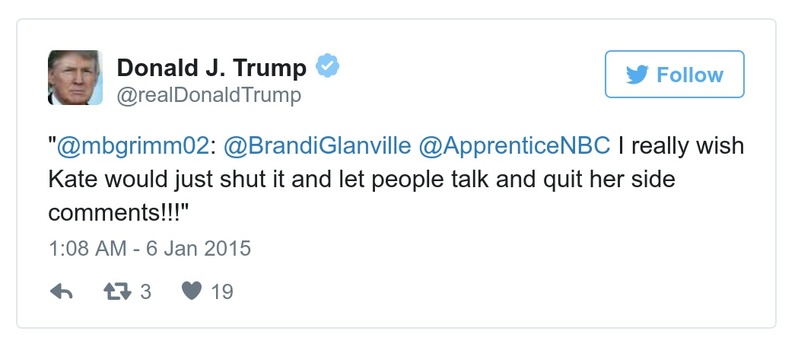 Donald J. Trump
@realDonaldTrump
Follow
"@mbgrimm02: @BrandiGlanville @ApprenticeNBC I really wish
Kate would just shut it and let people talk and quit her side
comments!!!"
1:08 AM - 6 Jan 2015
3 19